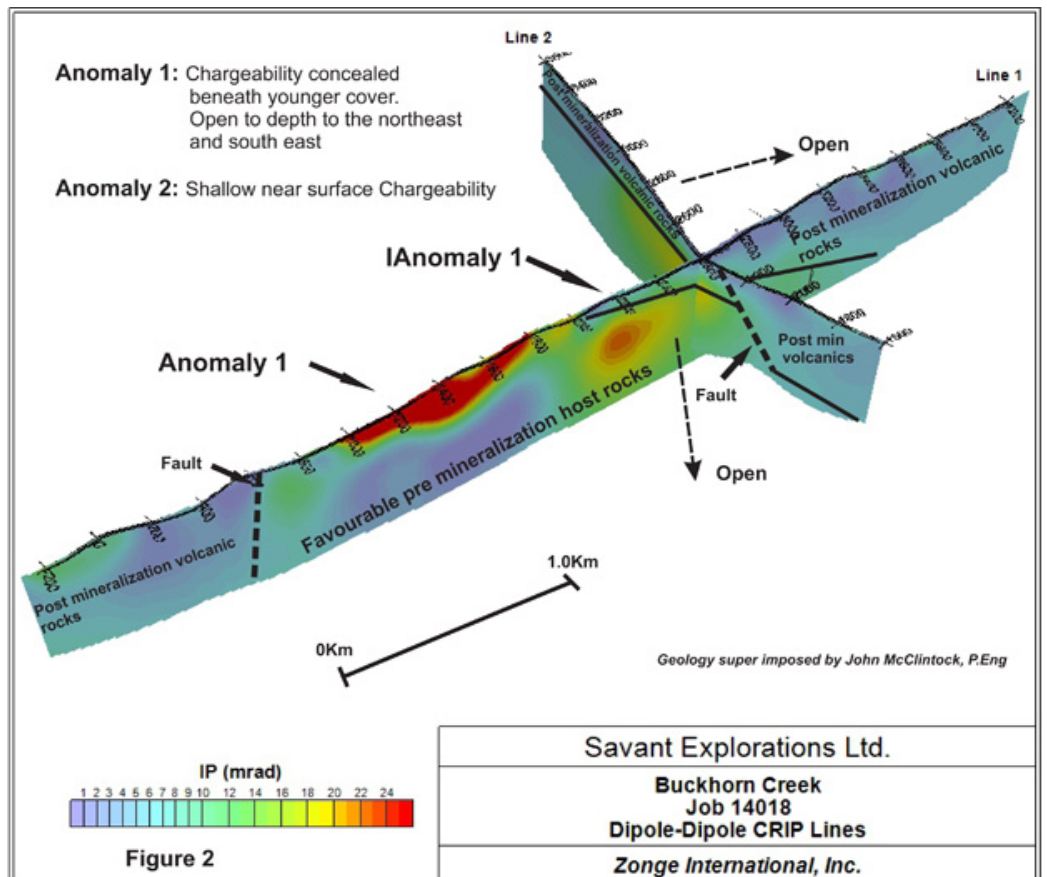 Line 2
Line 1
Anomaly 1: Chargeability concealed
beneath younger cover.
Open to depth to the northeast
and south east
Anomaly 2: Shallow near surface Chargeability
Post mineralization volcanic rocks
Open
Post mineralization volcanic
rocks
IAnomaly 1
Anomaly 1
Post min
volcanics
Fault
Fault
Open
Favourable pre mineralization host rocks
Post mineralization volcanic
rocks
1.0Km
0Km
Geology super imposed by John McClintock, P.Eng
IP (mrad)
1 2 3 4 5 6 7 8 9 10 12 14 16 18 20 22 24
Figure 2
Savant Explorations Ltd.
Buckhorn Creek
Job 14018
Dipole-Dipole CRIP Lines
Zonge International, Inc.